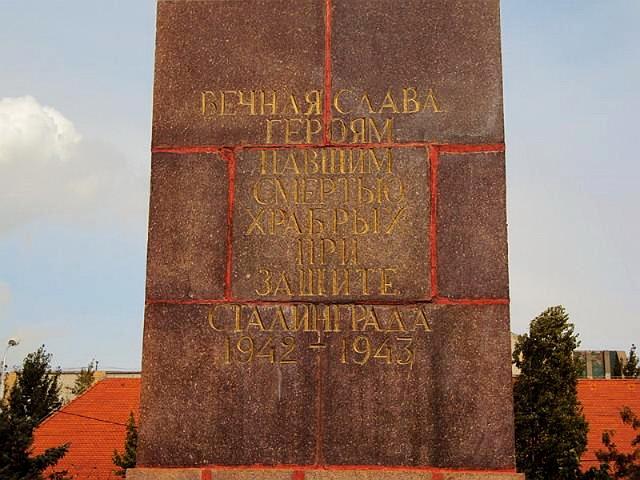 ВЕЧНАЯ СЛАВА
ГЕРОЯМ
ПАВШИМ
СМЕРТЬЮ
ХРАБРЫХ
ПРИ
ЗАЩИТЕ
СТАЛИНГРАДА
1942 - 1943